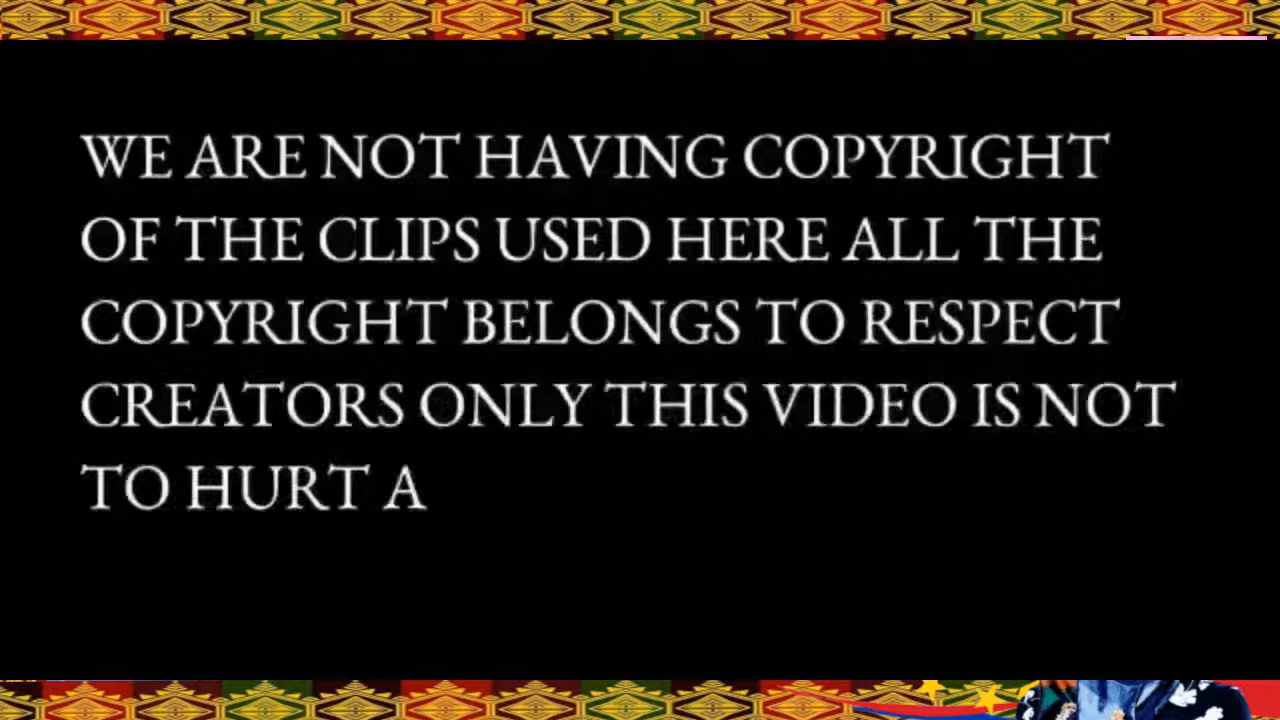 WE ARE NOT HAVING COPYRIGHT
OF THE CLIPS USED HERE ALL THE
COPYRIGHT BELONGS TO RESPECT
CREATORS ONLY THIS VIDEO IS NOT
TO HURT A